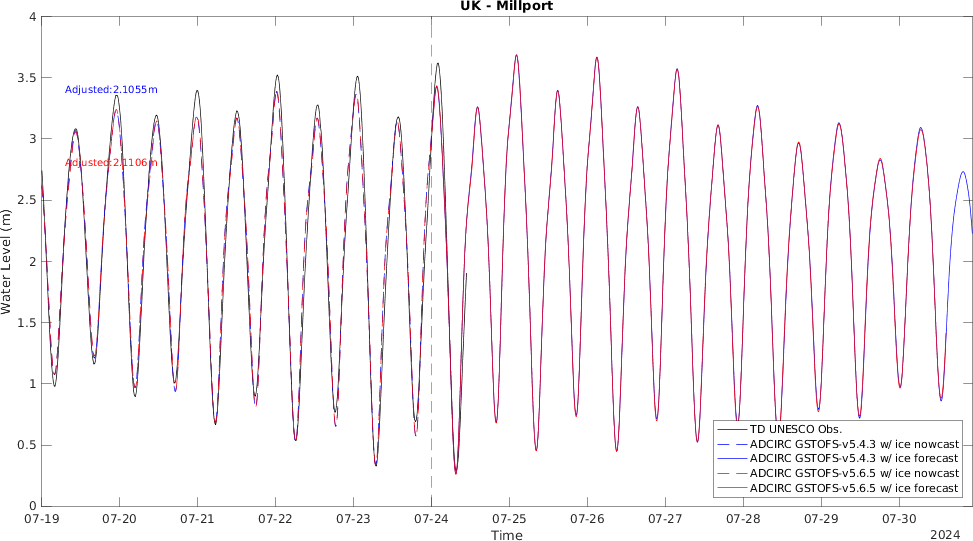 UK - Millport
4
3.5
3
2.5
2
1.5
1
0.5
0
Water Level (m)
Adjusted:2.1055m
Adjusted:2.1106m
TD UNESCO Obs.
ADCIRC GSTOFS-v5.4.3 w/ ice nowcast
ADCIRC GSTOFS-v5.4.3 w/ ice forecast
ADCIRC GSTOFS-v5.6.5 w/ ice nowcast
ADCIRC GSTOFS-v5.6.5 w/ ice forecast
07-19 07-20 07-21 07-22 07-23 07-24 07-25 07-26 07-27 07-28 07-29 07-30
Time
2024